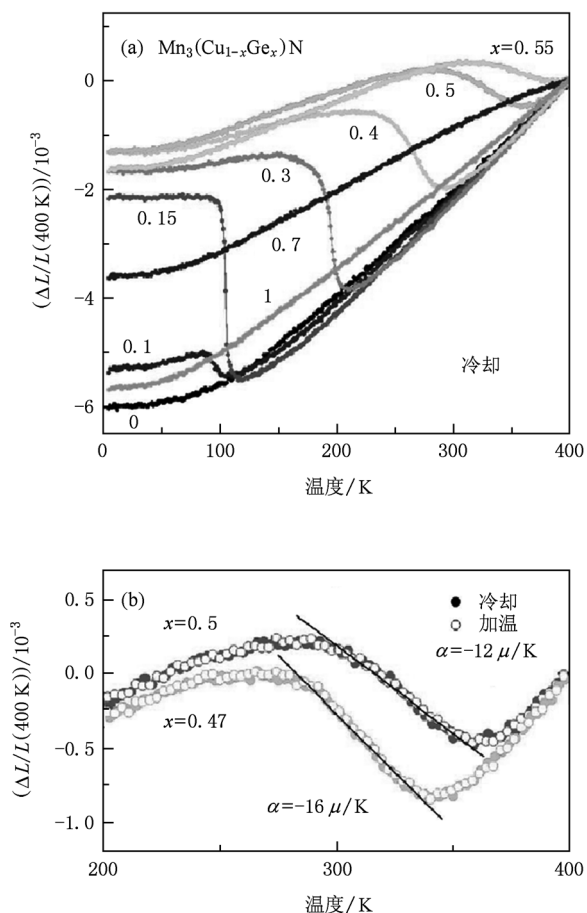 (a) Mn₃(Cu₁₋ₓGeₓ)N
x=0.55
0.5
0.4
0.3
0.15
0.7
1
0.1
0
冷却
0
−2
−4
−6
(ΔL/L(400 K))/10⁻³
0 100 200 300 400
温度/K
(b)
冷却
加温
x=0.5
α=−12 μ/K
x=0.47
α=−16 μ/K
0.5
0.0
−0.5
−1.0
(ΔL/L(400 K))/10⁻³
200 300 400
温度/K